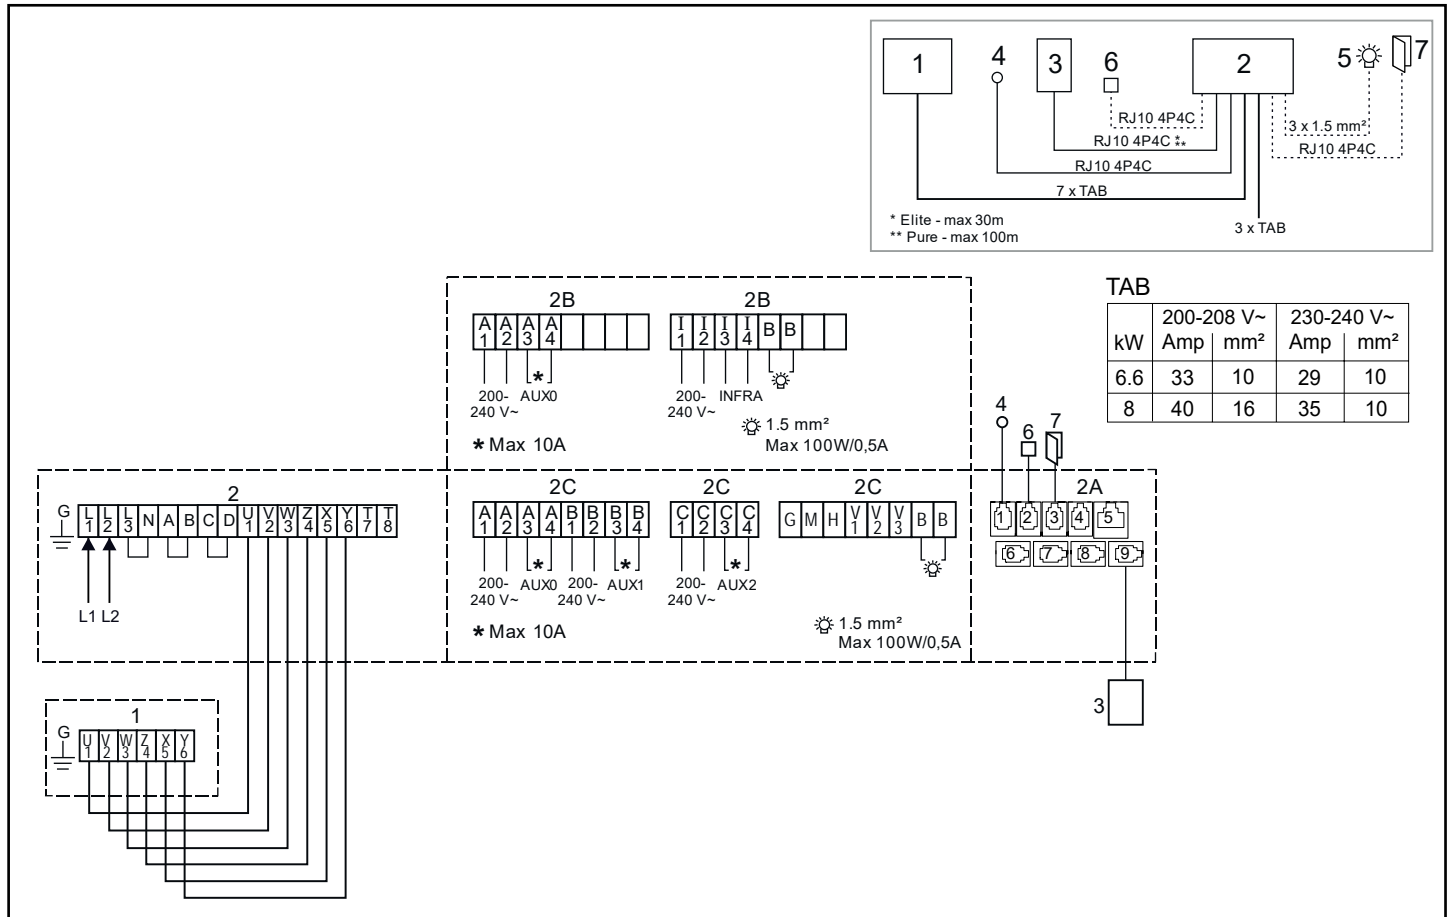 1 4 3 6 2 5 7
RJ10 4P4C
3 x 1.5 mm²
RJ10 4P4C * **
RJ10 4P4C
RJ10 4P4C
7 x TAB
3 x TAB
* Elite - max 30m
** Pure - max 100m
TAB
200-208 V~ 230-240 V~
kW Amp mm² Amp mm²
6.6 33 10 29 10
8 40 16 35 10
2B
A1 A2 A3 A4
*
200-240 V~ AUX0
* Max 10A
2B
I1 I2 I3 I4 B B
200-240 V~ INFRA
1.5 mm²
Max 100W/0,5A
2
G L1 L2 L3 N A B C D U1 V2 W3 Z4 X5 Y6 T7 T8
L1 L2
2C
A1 A2 A3 A4 B1 B2 B3 B4
* *
200-240 V~ AUX0 200-240 V~ AUX1
* Max 10A
2C
C1 C2 C3 C4
*
200-240 V~ AUX2
2C
G M H V1 V2 V3 B B
1.5 mm²
Max 100W/0,5A
4 6 7
2A
1 2 3 4 5
6 7 8 9
3
1
G U1 V2 W3 Z4 X5 Y6